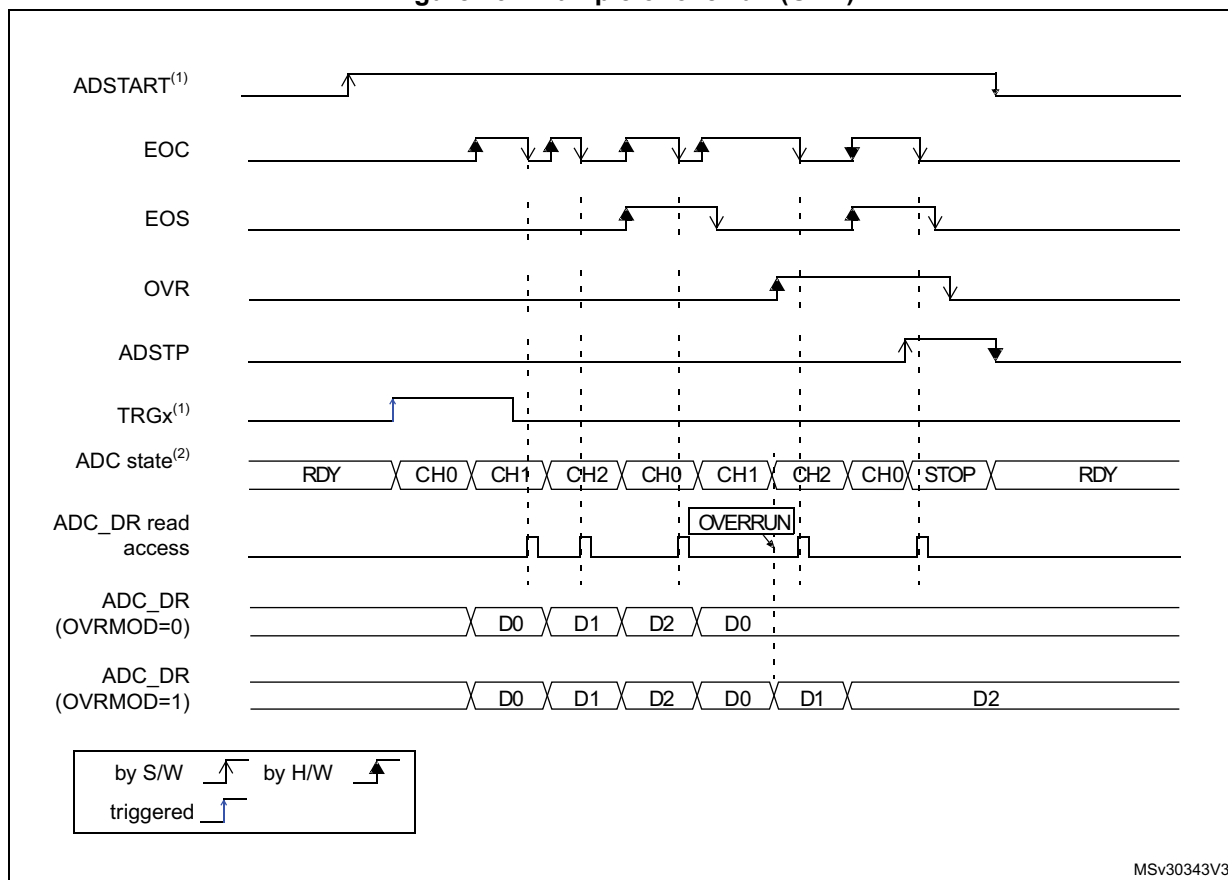 ADSTART(1)
EOC
EOS
OVR
ADSTP
TRGx(1)
ADC state(2)
RDY CH0 CH1 CH2 CH0 CH1 CH2 CH0 STOP RDY
ADC_DR read
access
OVERRUN
ADC_DR
(OVRMOD=0)
D0 D1 D2 D0
ADC_DR
(OVRMOD=1)
D0 D1 D2 D0 D1 D2
by S/W by H/W
triggered
MSv30343V3